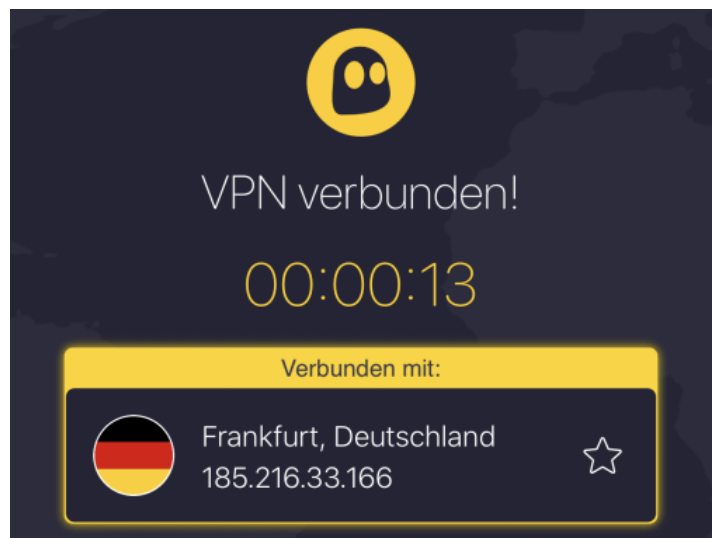 VPN verbunden!
00:00:13
Verbunden mit:
Frankfurt, Deutschland
185.216.33.166